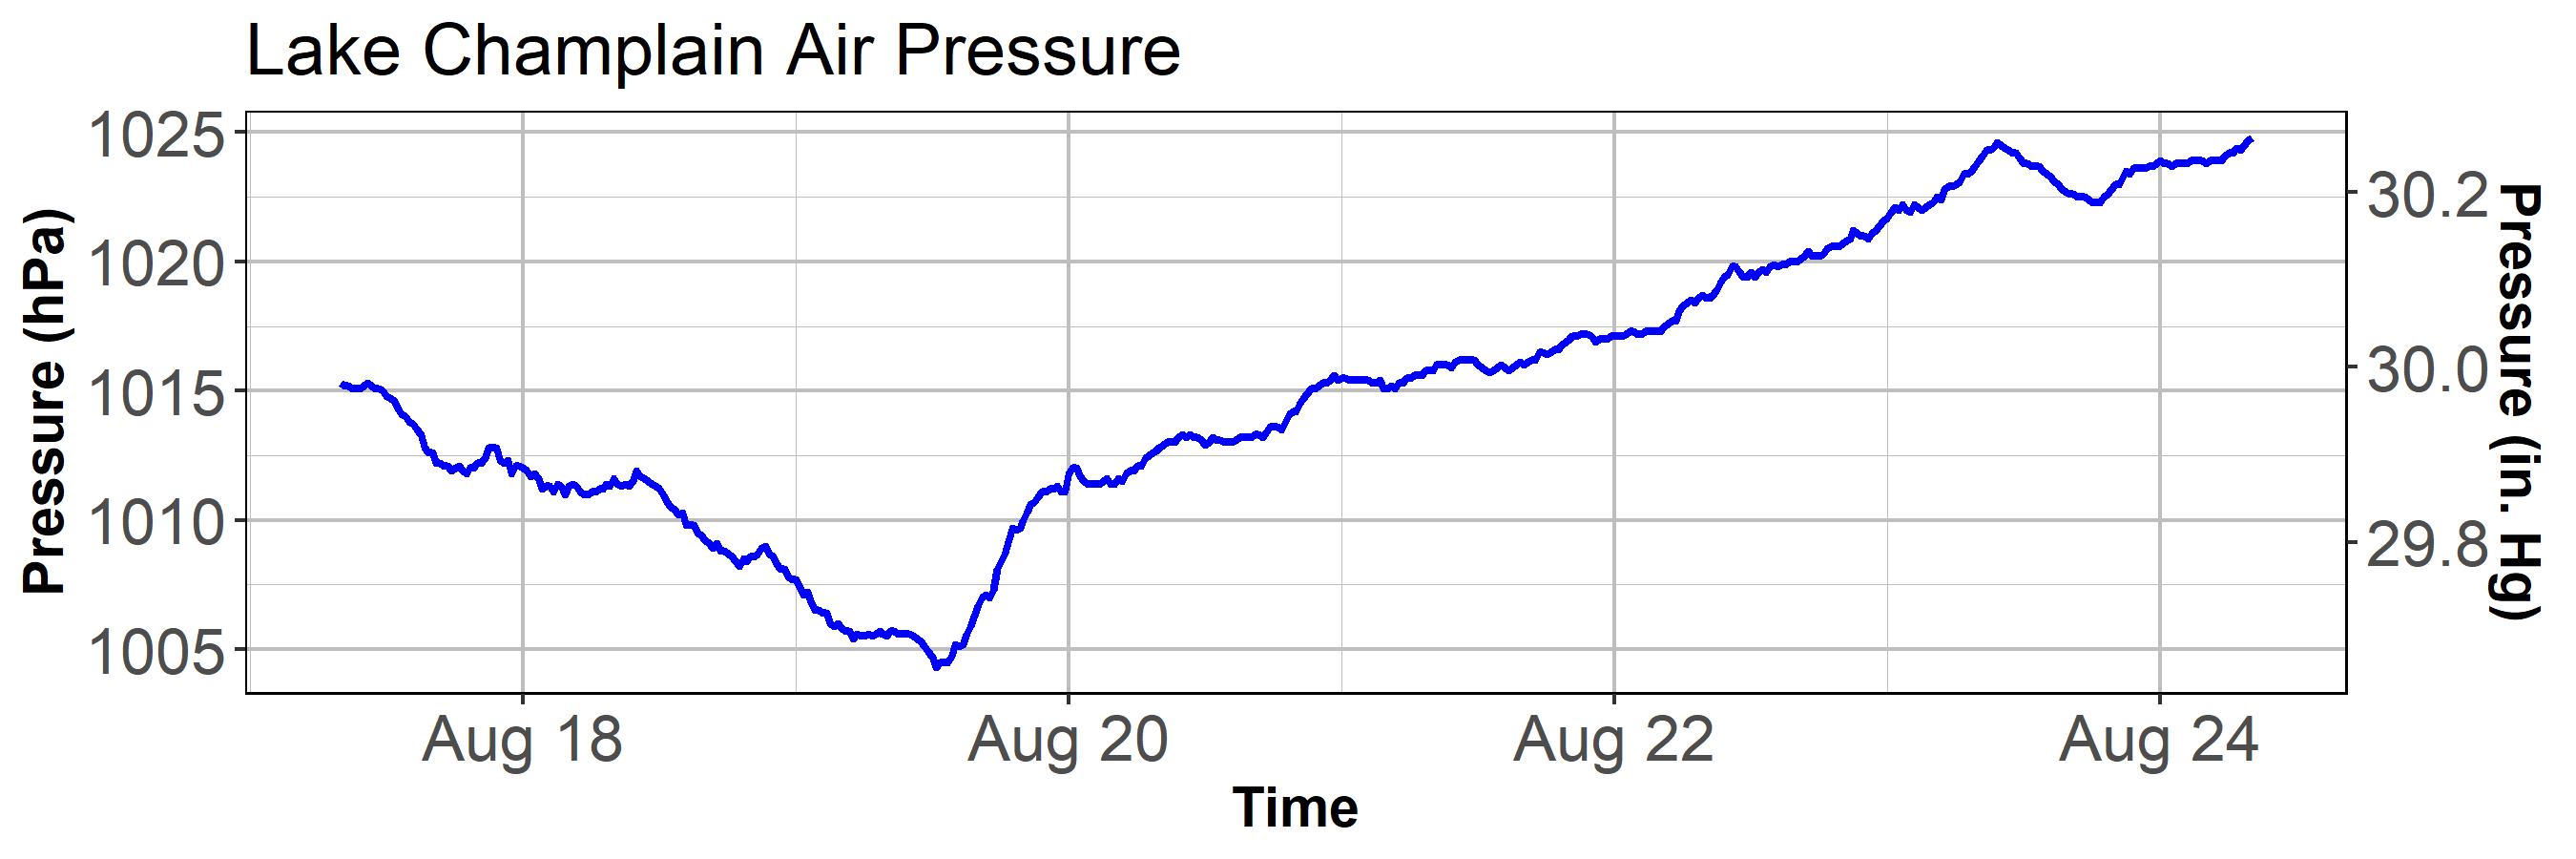 Lake Champlain Air Pressure
1025
1020
1015
1010
1005
Pressure (hPa)
30.2
30.0
29.8
Pressure (in. Hg)
Aug 18
Aug 20
Aug 22
Aug 24
Time